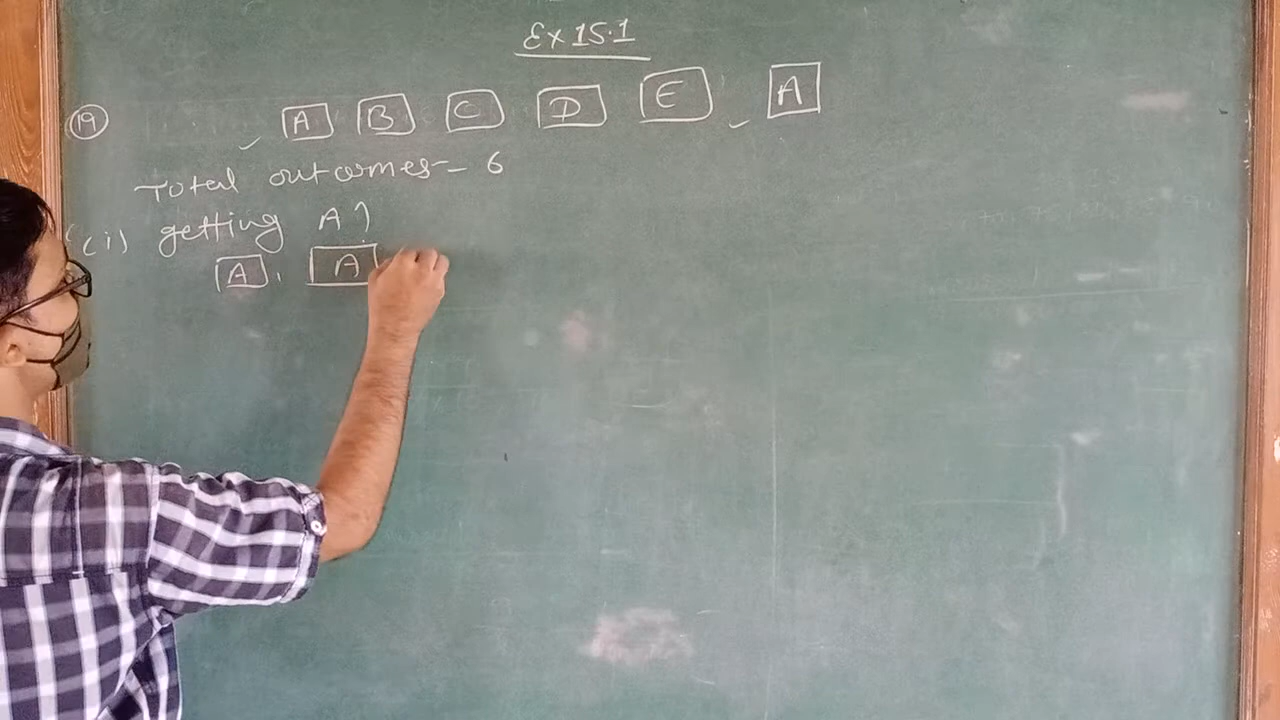 Ex 15.1
19 A B C D E A
Total outcomes - 6
(i) getting A?
A, A